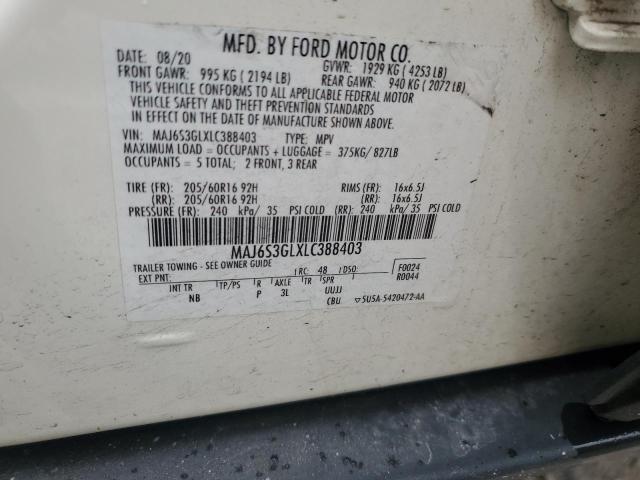 MFD. BY FORD MOTOR CO.
DATE: 08/20 GVWR: 1929 KG ( 4253 LB)
FRONT GAWR: 995 KG ( 2194 LB) REAR GAWR: 940 KG ( 2072 LB)
THIS VEHICLE CONFORMS TO ALL APPLICABLE FEDERAL MOTOR
VEHICLE SAFETY AND THEFT PREVENTION STANDARDS
IN EFFECT ON THE DATE OF MANUFACTURE SHOWN ABOVE.
VIN: MAJ6S3GLXLC388403 TYPE: MPV
MAXIMUM LOAD = OCCUPANTS + LUGGAGE = 375KG/ 827LB
OCCUPANTS = 5 TOTAL; 2 FRONT, 3 REAR
TIRE (FR): 205/60R16 92H RIMS (FR): 16x6.5J
(RR): 205/60R16 92H (RR): 16x6.5J
PRESSURE (FR): 240 kPa/ 35 PSI COLD (RR): 240 kPa/ 35 PSI COLD
MAJ6S3GLXLC388403
TRAILER TOWING - SEE OWNER GUIDE
EXT PNT: RC: 48 DSO: F0024
R0044
INT TR TP/PS R AXLE TR SPR UUJJ
NB P 3L CBU 5U5A-5420472-AA